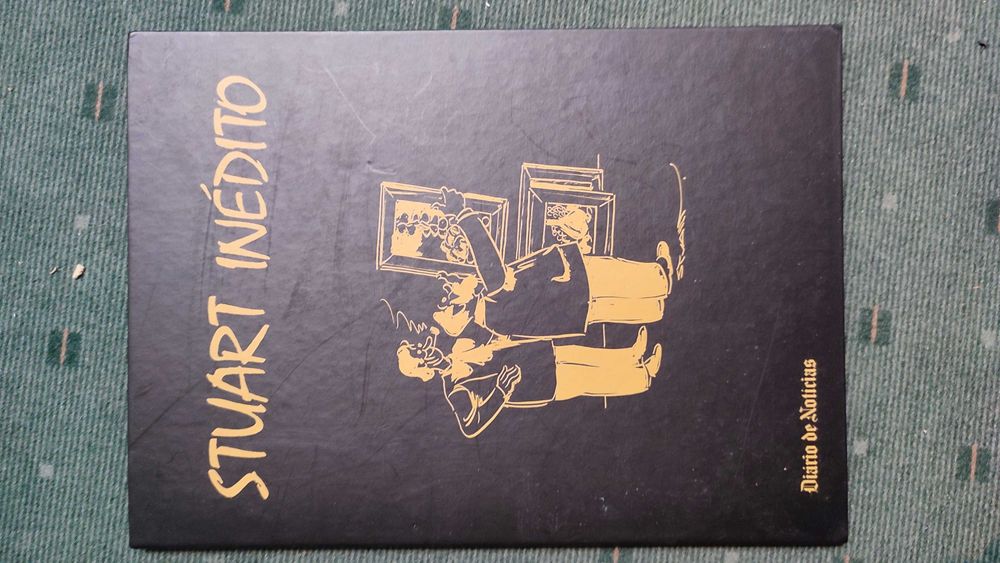 STUART INÉDITO
Diário de Notícias